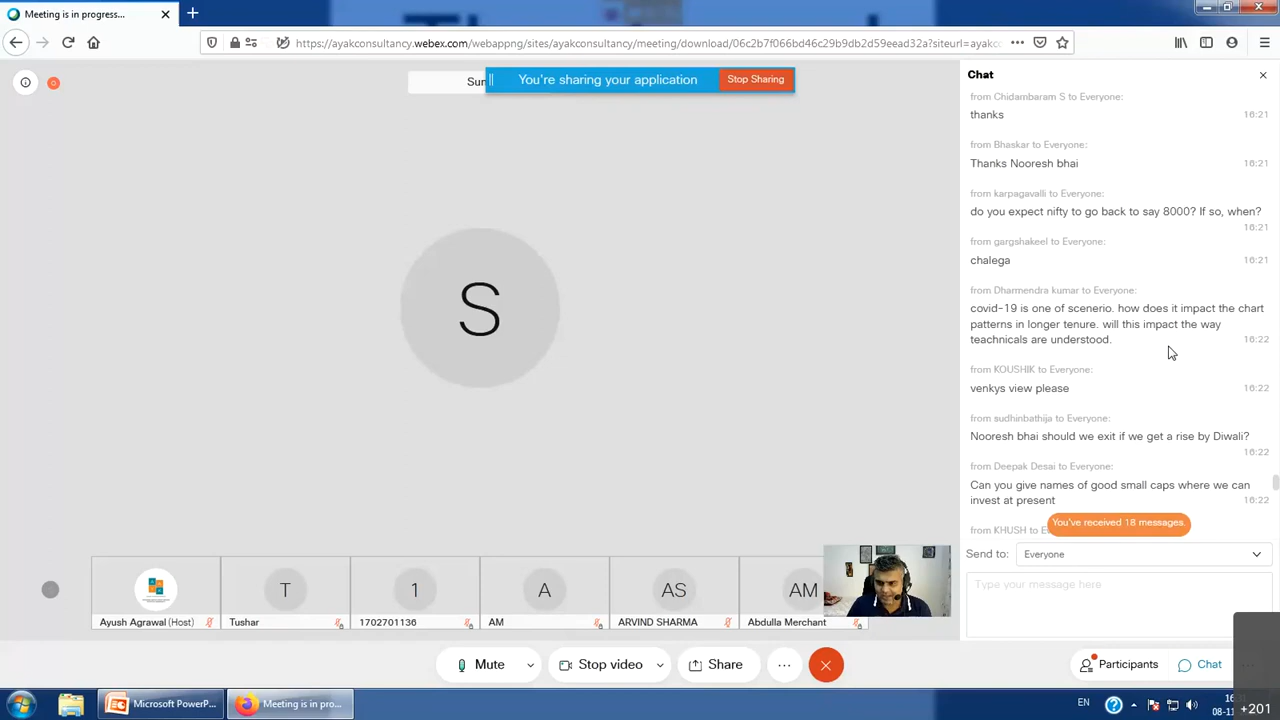 Meeting is in progress...
https://ayakconsultancy.webex.com/webappng/sites/ayakconsultancy/meeting/download/06c2b7f066bd46c29b9db2d59eead32a?siteurl=ayakc
You're sharing your application
Stop Sharing
S
Chat
from Chidambaram S to Everyone:
thanks
16:21
from Bhaskar to Everyone:
Thanks Nooresh bhai
16:21
from karpagavalli to Everyone:
do you expect nifty to go back to say 8000? If so, when?
16:21
from gargshakeel to Everyone:
chalega
16:21
from Dharmendra kumar to Everyone:
covid-19 is one of scenerio. how does it impact the chart
patterns in longer tenure. will this impact the way
teachnicals are understood.
16:22
from KOUSHIK to Everyone:
venkys view please
16:22
from sudhinbathija to Everyone:
Nooresh bhai should we exit if we get a rise by Diwali?
16:22
from Deepak Desai to Everyone:
Can you give names of good small caps where we can
invest at present
16:22
from KHUSH to
You've received 18 messages.
Send to:
Everyone
Type your message here
T
1
A
AS
AM
Ayush Agrawal (Host)
Tushar
1702701136
AM
ARVIND SHARMA
Abdulla Merchant
Mute
Stop video
Share
Participants
Chat
Microsoft PowerP...
Meeting is in pro...
EN
+201